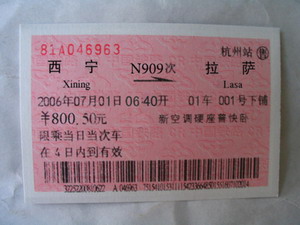 81A046963 杭州站 售
西宁 N909次 拉萨
Xining Lasa
2006年07月01日06:40开 01车 001号下铺
¥800.50元 新空调硬座普快卧
限乘当日当次车
在4日内到有效